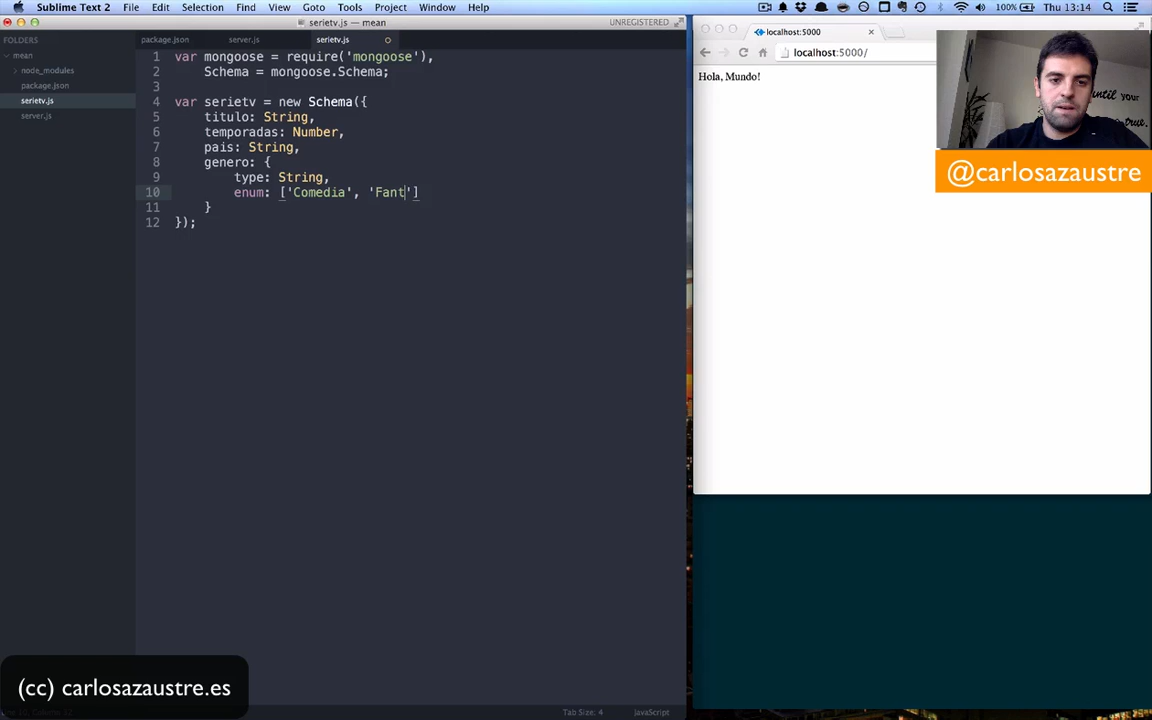 Sublime Text 2 File Edit Selection Find View Goto Tools Project Window Help
100% Thu 13:14
serietv.js — mean
UNREGISTERED
FOLDERS
mean
node_modules
package.json
serietv.js
server.js
package.json server.js serietv.js
1 var mongoose = require('mongoose'),
2 Schema = mongoose.Schema;
3
4 var serietv = new Schema({
5 titulo: String,
6 temporadas: Number,
7 pais: String,
8 genero: {
9 type: String,
10 enum: ['Comedia', 'Fant']
11 }
12 });
localhost:5000
localhost:5000/
Hola, Mundo!
until your
true.
@carlosazaustre
(cc) carlosazaustre.es
Tab Size: 4 JavaScript